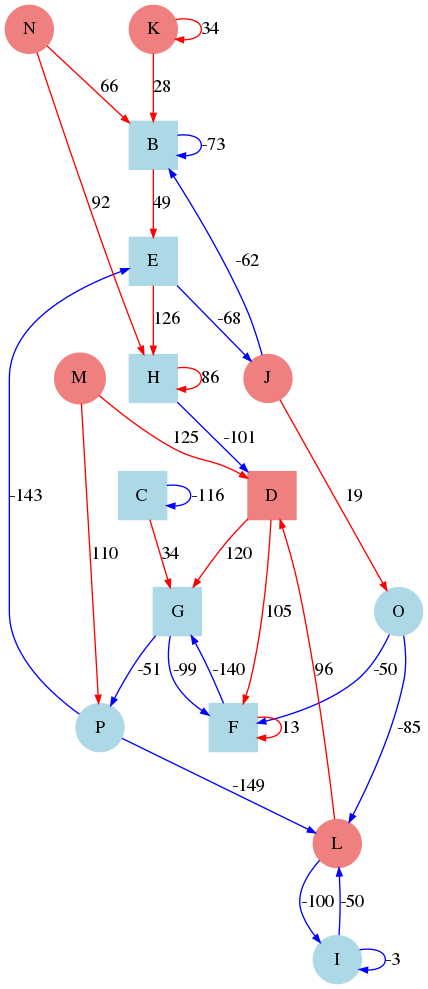 N K 34
66 28
B -73
92 49 -62
E
126 -68
M H 86 J
125 -101 19
-143 C -116 D
110 34 120 105
G O
-51 -99 -140 96 -50
P F 13 -85
-149
L
-100 -50
I -3